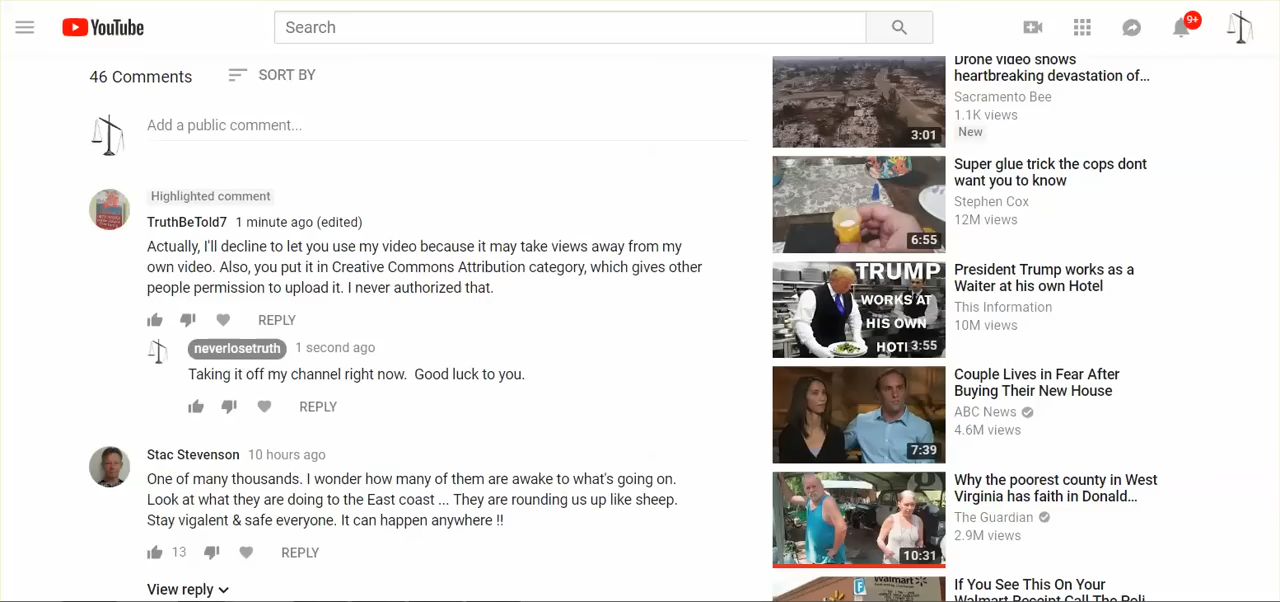 YouTube
Search
9+
46 Comments
SORT BY
Add a public comment...
Highlighted comment
TruthBeTold7 1 minute ago (edited)
Actually, I'll decline to let you use my video because it may take views away from my
own video. Also, you put it in Creative Commons Attribution category, which gives other
people permission to upload it. I never authorized that.
REPLY
neverlosetruth 1 second ago
Taking it off my channel right now. Good luck to you.
REPLY
Stac Stevenson 10 hours ago
One of many thousands. I wonder how many of them are awake to what's going on.
Look at what they are doing to the East coast ... They are rounding us up like sheep.
Stay vigalent & safe everyone. It can happen anywhere !!
13 REPLY
View reply
Drone video shows
heartbreaking devastation of...
Sacramento Bee
1.1K views
New
3:01
Super glue trick the cops dont
want you to know
Stephen Cox
12M views
6:55
TRUMP
WORKS AT
HIS OWN
HOT
3:55
President Trump works as a
Waiter at his own Hotel
This Information
10M views
Couple Lives in Fear After
Buying Their New House
ABC News
4.6M views
7:39
Why the poorest county in West
Virginia has faith in Donald...
The Guardian
2.9M views
10:31
Walmart
If You See This On Your
Walmart Receipt Call The Poli